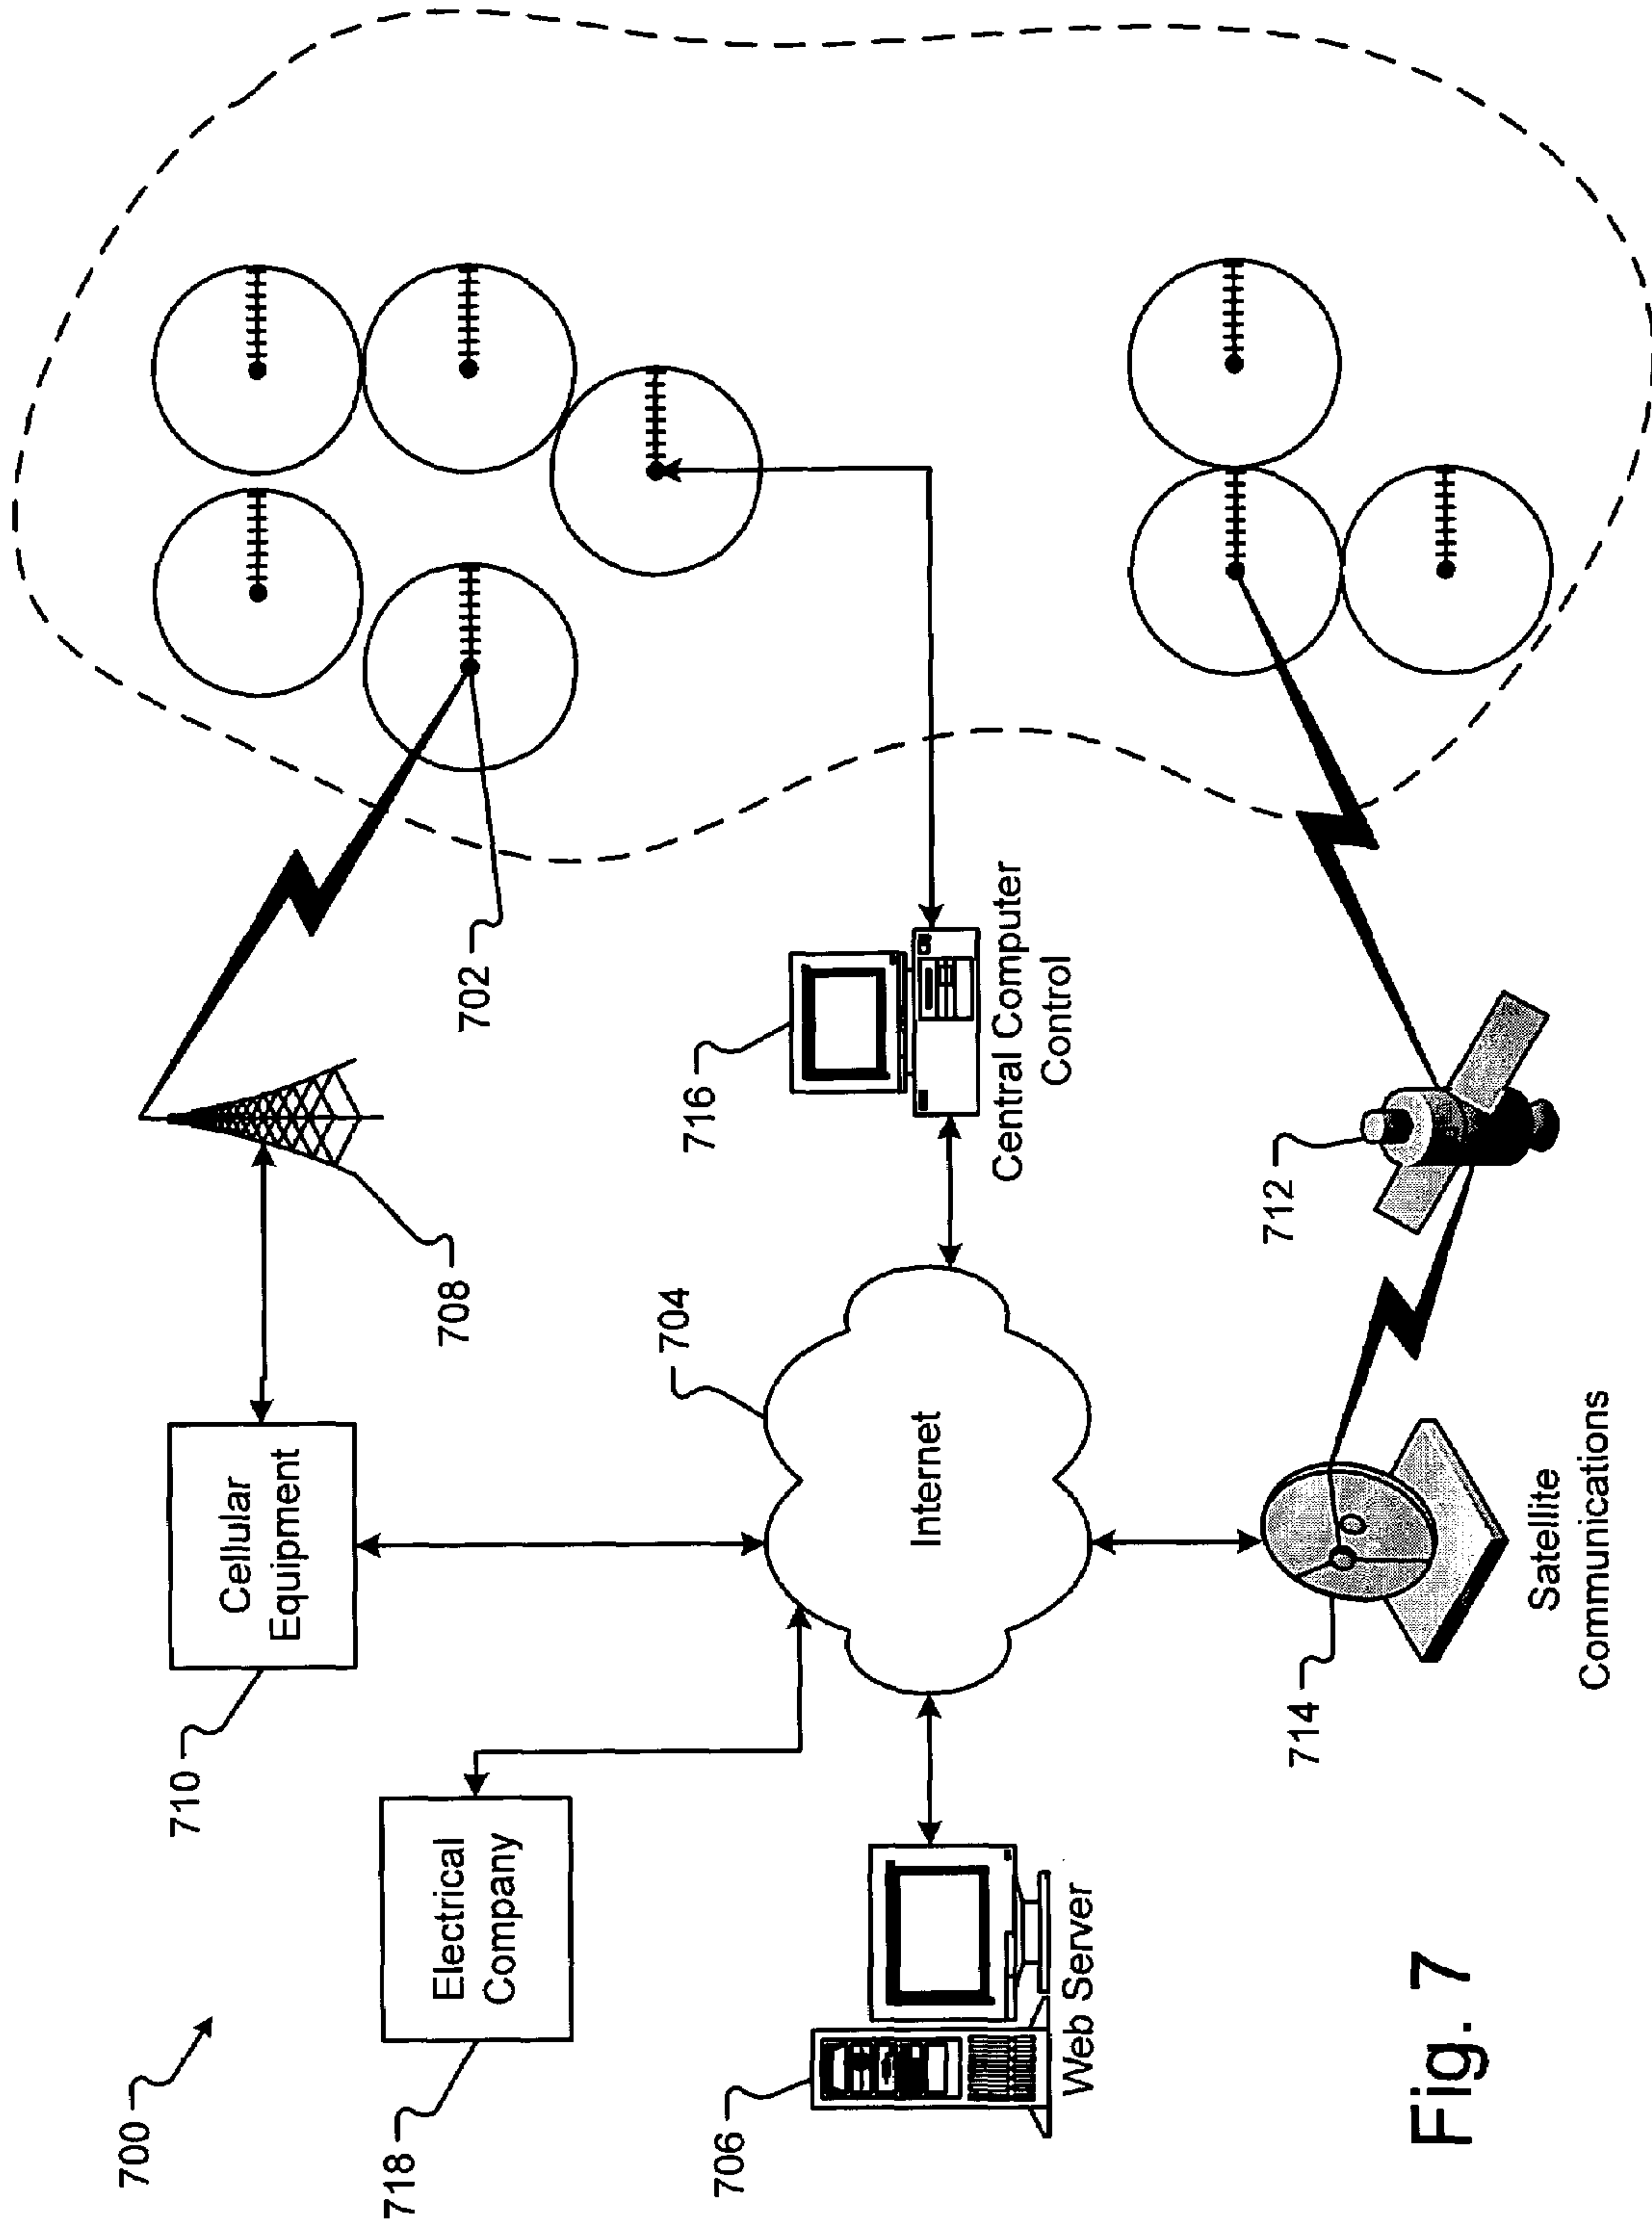 700
710
Cellular
Equipment
708
702
718
Electrical
Company
716
Central Computer
Control
704
Internet
706
Web Server
712
714
Satellite
Communications
Fig. 7